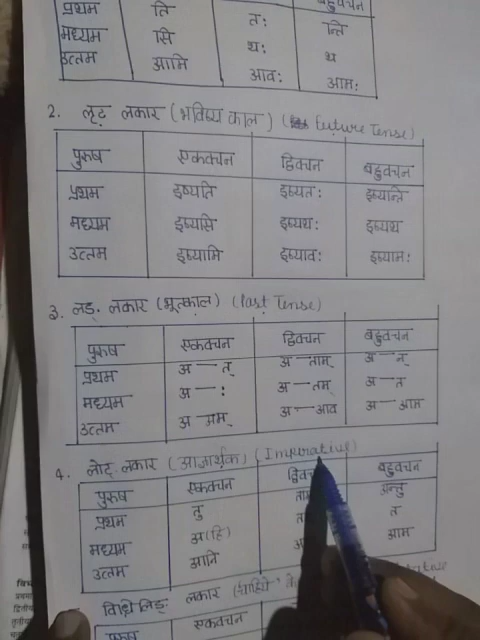 प्रथम ति तः न्ति
मध्यम सि थः थ
उत्तम आमि आवः आमः
2. लृट् लकार (भविष्य काल) (Future Tense)
पुरुष एकवचन द्विवचन बहुवचन
प्रथम इष्यति इष्यतः इष्यन्ति
मध्यम इष्यसि इष्यथः इष्यथ
उत्तम इष्यामि इष्यावः इष्यामः
3. लङ्. लकार (भूतकाल) (Past Tense)
पुरुष एकवचन द्विवचन बहुवचन
प्रथम अ — त् अ — ताम् अ — न्
मध्यम अ — : अ — तम् अ — त
उत्तम अ — अम् अ — आव अ — आम
4. लोट् लकार (आज्ञार्थक) (Imperative)
पुरुष एकवचन बहुवचन
प्रथम तु अन्तु
मध्यम अ (हि) त
उत्तम आनि आम
विधि लिङ्. लकार
पुरुष एकवचन